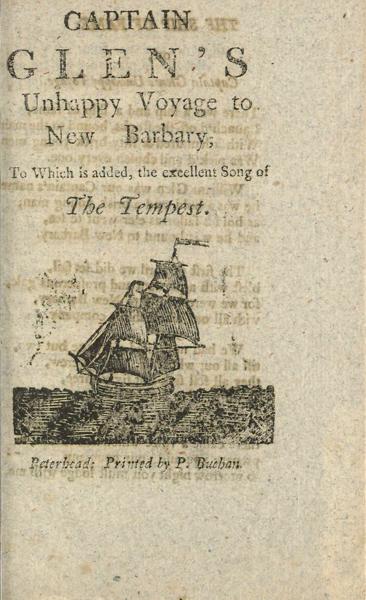 CAPTAIN
GLEN'S
Unhappy Voyage to
New Barbary;
To Which is added, the excellent Song of
The Tempest.
Peterhead: Printed by P. Buchan.